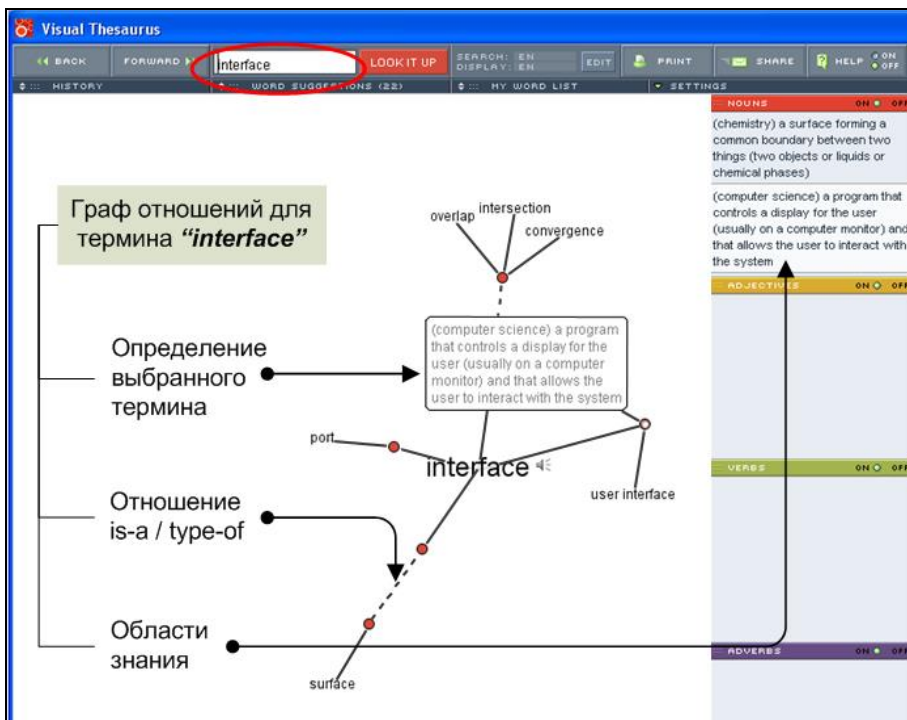 Visual Thesaurus
BACK
FORWARD
interface
LOOK IT UP
SEARCH: EN
DISPLAY: EN
EDIT
PRINT
SHARE
HELP
ON
OFF
HISTORY
WORD SUGGESTIONS (22)
MY WORD LIST
SETTINGS
NOUNS ON OFF
(chemistry) a surface forming a
common boundary between two
things (two objects or liquids or
chemical phases)
(computer science) a program that
controls a display for the user
(usually on a computer monitor) and
that allows the user to interact with
the system
ADJECTIVES ON OFF
VERBS ON OFF
ADVERBS ON OFF
Граф отношений для
термина “interface”
Определение
выбранного
термина
Отношение
is-a / type-of
Области
знания
overlap
intersection
convergence
(computer science) a program
that controls a display for the
user (usually on a computer
monitor) and that allows the
user to interact with the system
port
interface
user interface
surface